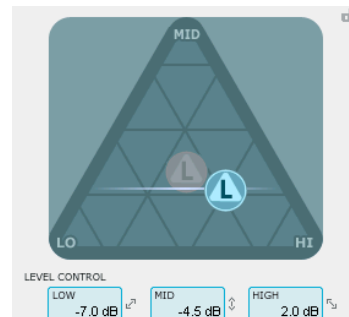 MID
L
L
LO HI
LEVEL CONTROL
LOW MID HIGH
-7.0 dB -4.5 dB 2.0 dB